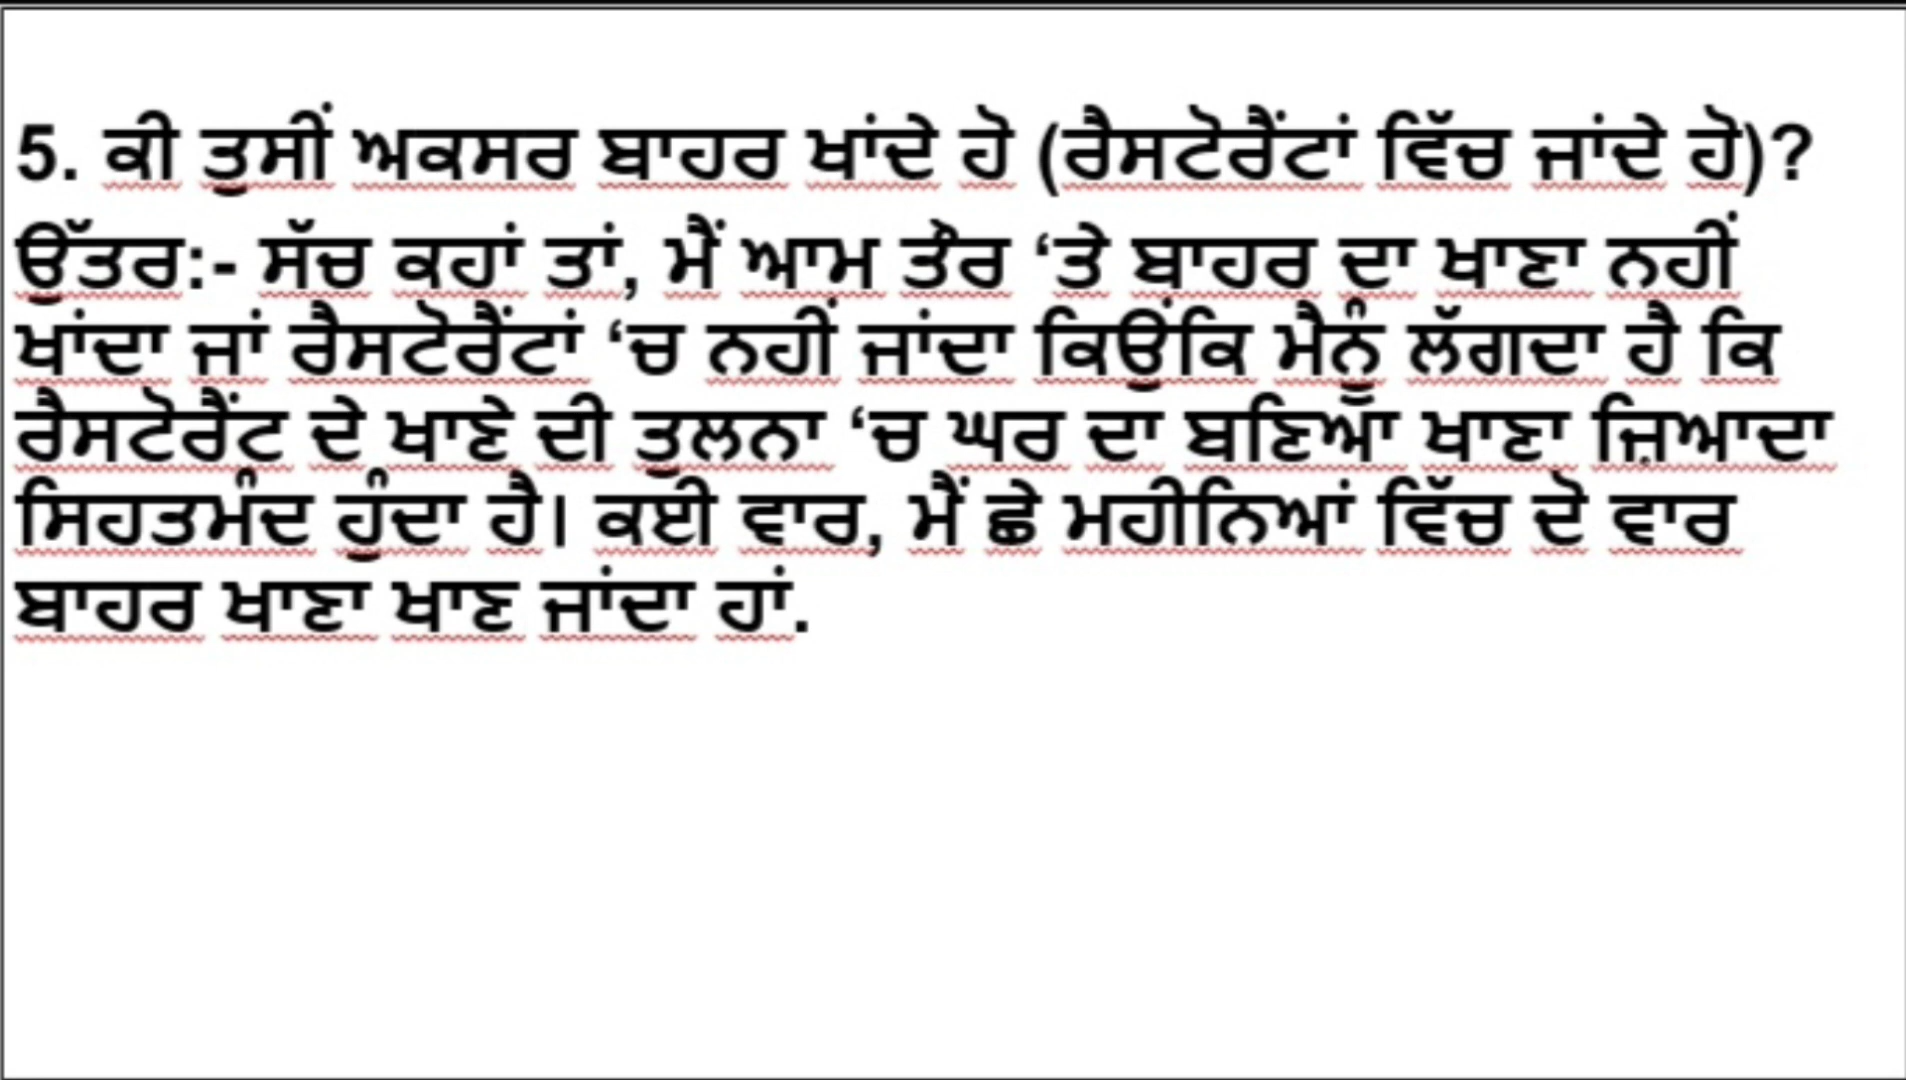 5. ਕੀ ਤੁਸੀਂ ਅਕਸਰ ਬਾਹਰ ਖਾਂਦੇ ਹੋ (ਰੈਸਟੋਰੈਂਟਾਂ ਵਿੱਚ ਜਾਂਦੇ ਹੋ)?
ਉੱਤਰ:- ਸੱਚ ਕਹਾਂ ਤਾਂ, ਮੈਂ ਆਮ ਤੌਰ ‘ਤੇ ਬਾਹਰ ਦਾ ਖਾਣਾ ਨਹੀਂ
ਖਾਂਦਾ ਜਾਂ ਰੈਸਟੋਰੈਂਟਾਂ ‘ਚ ਨਹੀਂ ਜਾਂਦਾ ਕਿਉਂਕਿ ਮੈਨੂੰ ਲੱਗਦਾ ਹੈ ਕਿ
ਰੈਸਟੋਰੈਂਟ ਦੇ ਖਾਣੇ ਦੀ ਤੁਲਨਾ ‘ਚ ਘਰ ਦਾ ਬਣਿਆ ਖਾਣਾ ਜ਼ਿਆਦਾ
ਸਿਹਤਮੰਦ ਹੁੰਦਾ ਹੈ। ਕਈ ਵਾਰ, ਮੈਂ ਛੇ ਮਹੀਨਿਆਂ ਵਿੱਚ ਦੋ ਵਾਰ
ਬਾਹਰ ਖਾਣਾ ਖਾਣ ਜਾਂਦਾ ਹਾਂ.